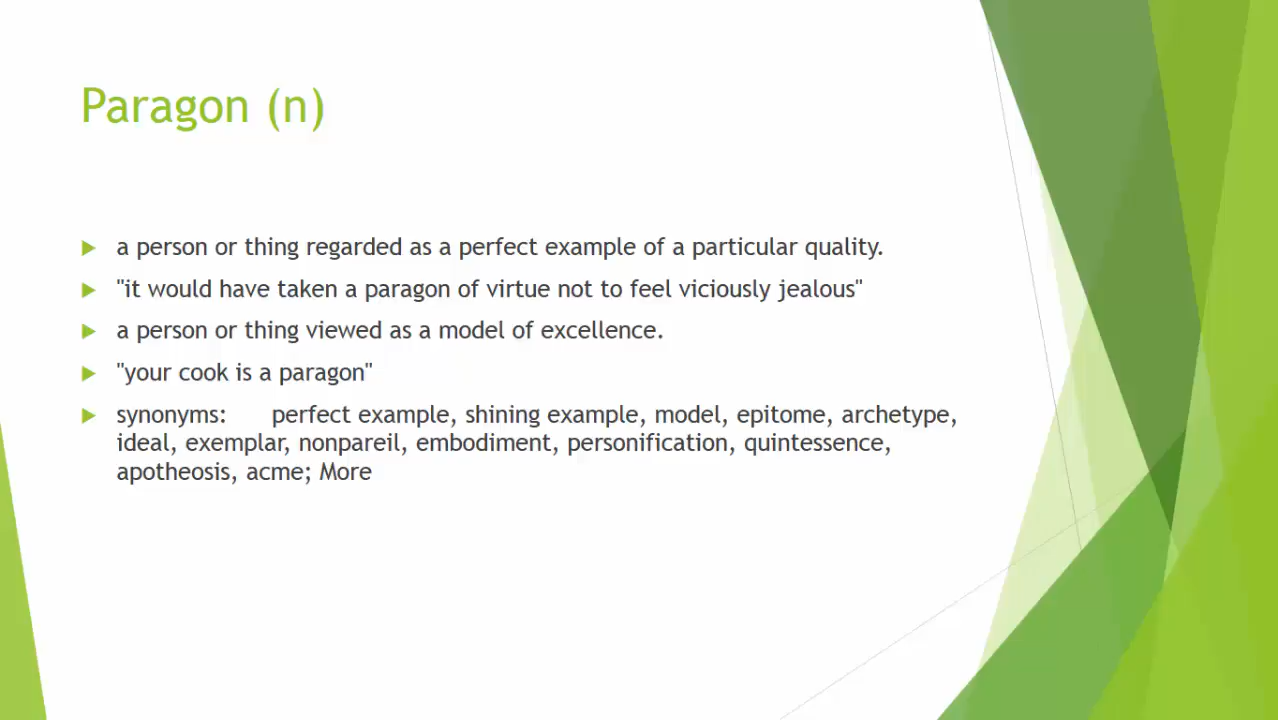 Paragon (n)
a person or thing regarded as a perfect example of a particular quality.
"it would have taken a paragon of virtue not to feel viciously jealous"
a person or thing viewed as a model of excellence.
"your cook is a paragon"
synonyms: perfect example, shining example, model, epitome, archetype,
ideal, exemplar, nonpareil, embodiment, personification, quintessence,
apotheosis, acme; More